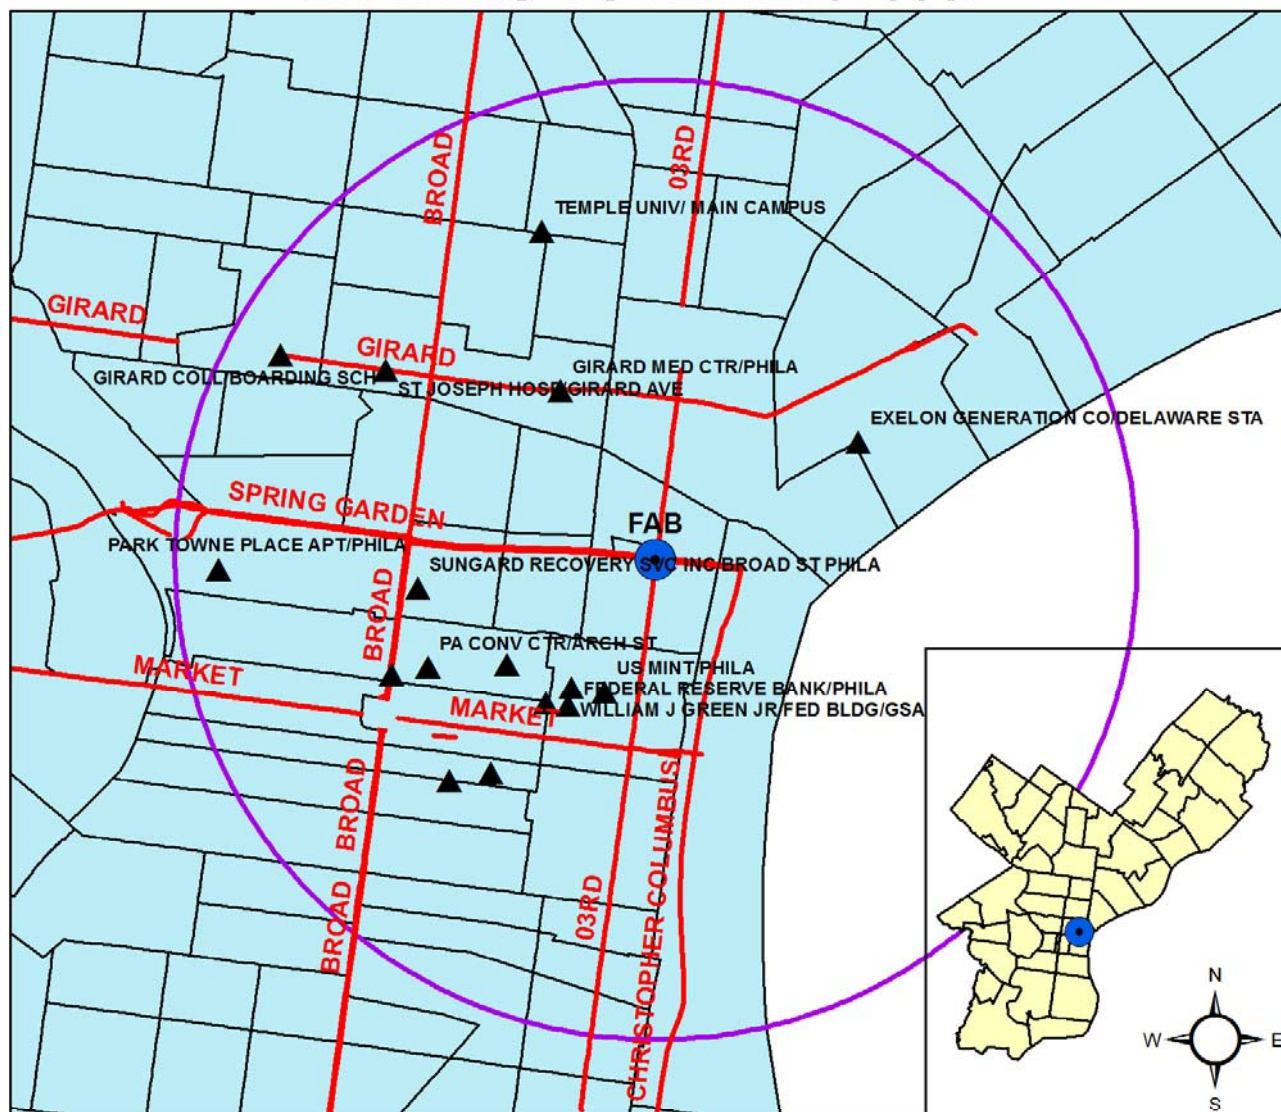 BROAD
03RD
TEMPLE UNIV/ MAIN CAMPUS
GIRARD
GIRARD
GIRARD MED CTR/PHILA
GIRARD COLL/BOARDING SCH
ST JOSEPH HOSP/GIRARD AVE
EXELON GENERATION CO/DELAWARE STA
SPRING GARDEN
FAB
PARK TOWNE PLACE APT/PHILA
SUNGARD RECOVERY SVC INC/BROAD ST PHILA
BROAD
PA CONV CTR/ARCH ST
MARKET
US MINT/PHILA
FEDERAL RESERVE BANK/PHILA
MARKET
WILLIAM J GREEN JR FED BLDG/GSA
BROAD
CHRISTOPHER COLUMBUS
03RD
BROAD
N
W
E
S